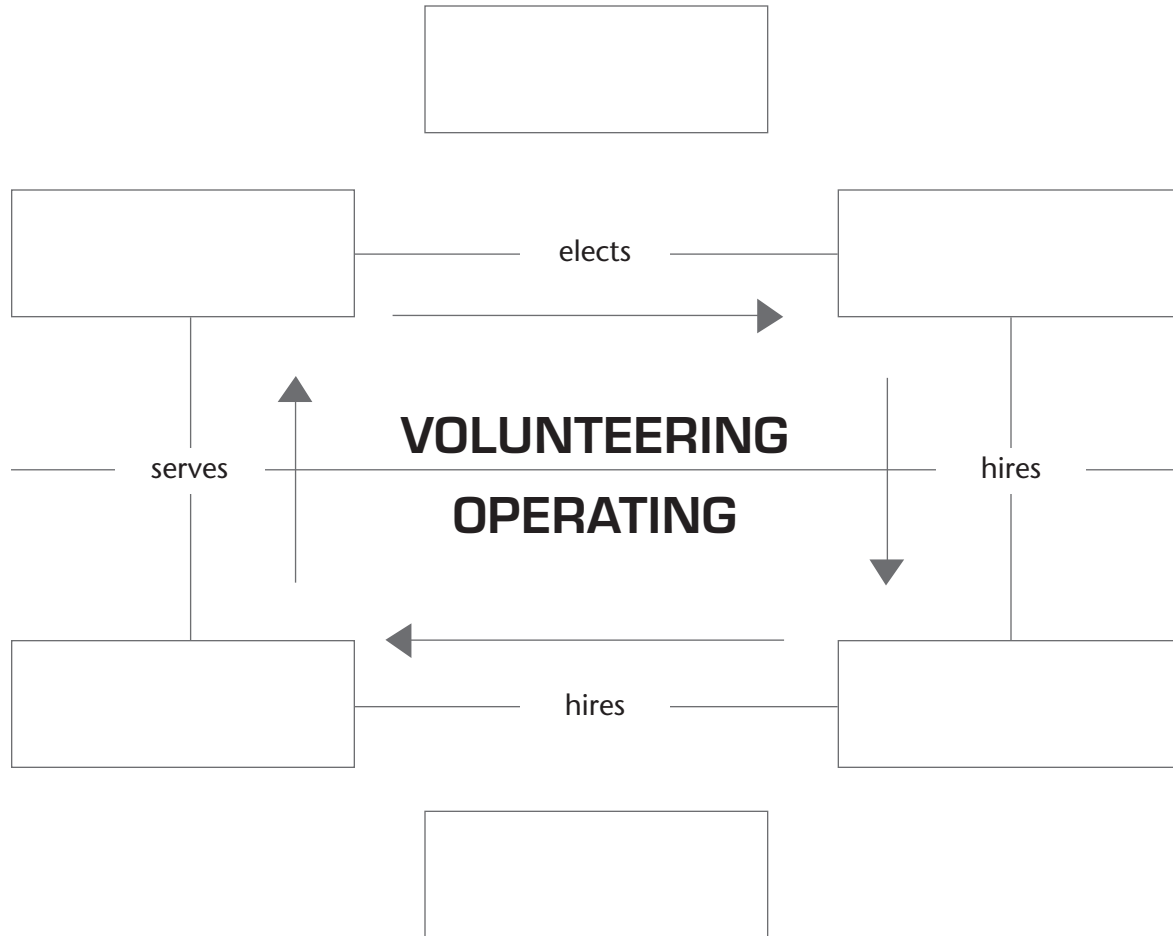 elects
VOLUNTEERING
serves
hires
OPERATING
hires